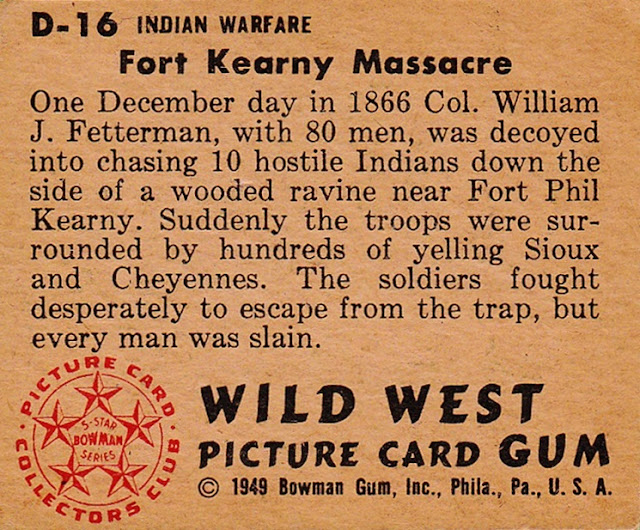 D-16 INDIAN WARFARE
Fort Kearny Massacre
One December day in 1866 Col. William
J. Fetterman, with 80 men, was decoyed
into chasing 10 hostile Indians down the
side of a wooded ravine near Fort Phil
Kearny. Suddenly the troops were sur-
rounded by hundreds of yelling Sioux
and Cheyennes. The soldiers fought
desperately to escape from the trap, but
every man was slain.
PICTURE CARD
COLLECTORS CLUB
5-STAR
BOWMAN
SERIES
WILD WEST
PICTURE CARD GUM
© 1949 Bowman Gum, Inc., Phila., Pa., U. S. A.